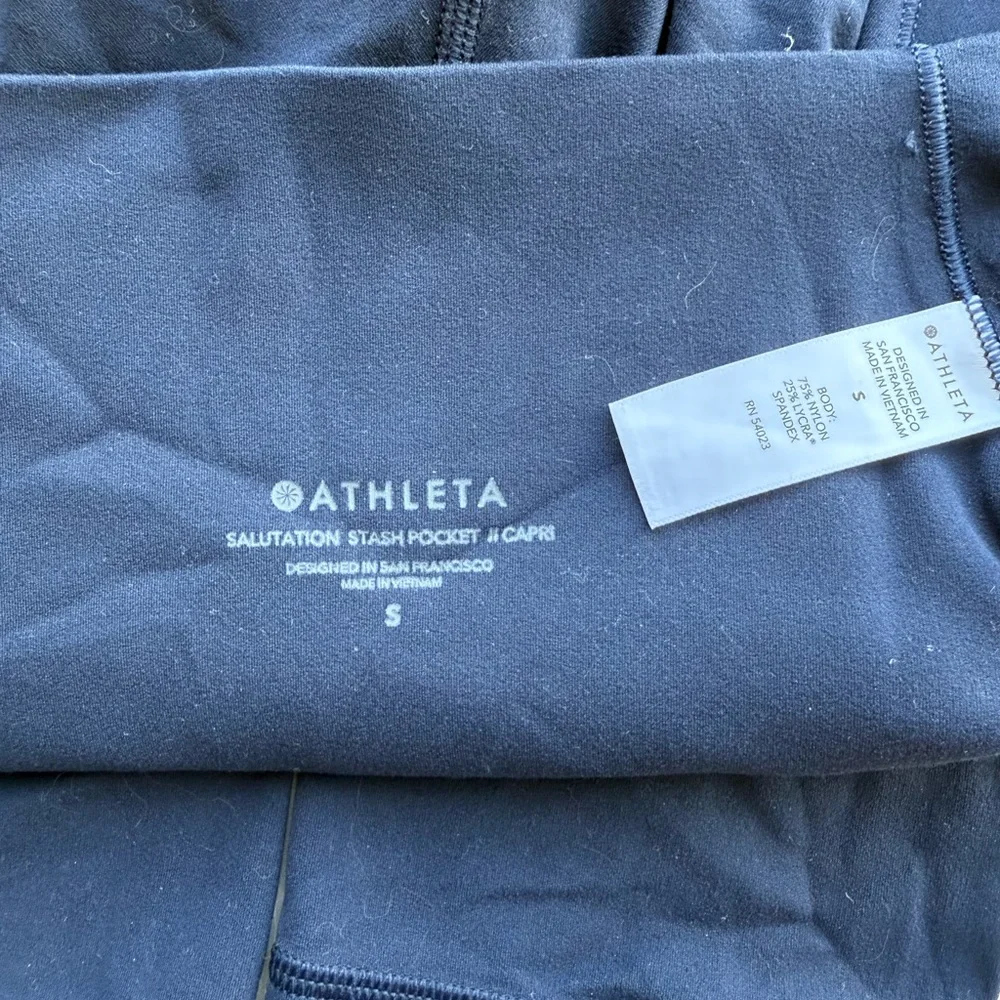 ATHLETA
SALUTATION STASH POCKET II CAPRI
DESIGNED IN SAN FRANCISCO
MADE IN VIETNAM
S
ATHLETA
DESIGNED IN
SAN FRANCISCO
MADE IN VIETNAM
S
BODY:
75% NYLON
25% LYCRA®
SPANDEX
RN 54023